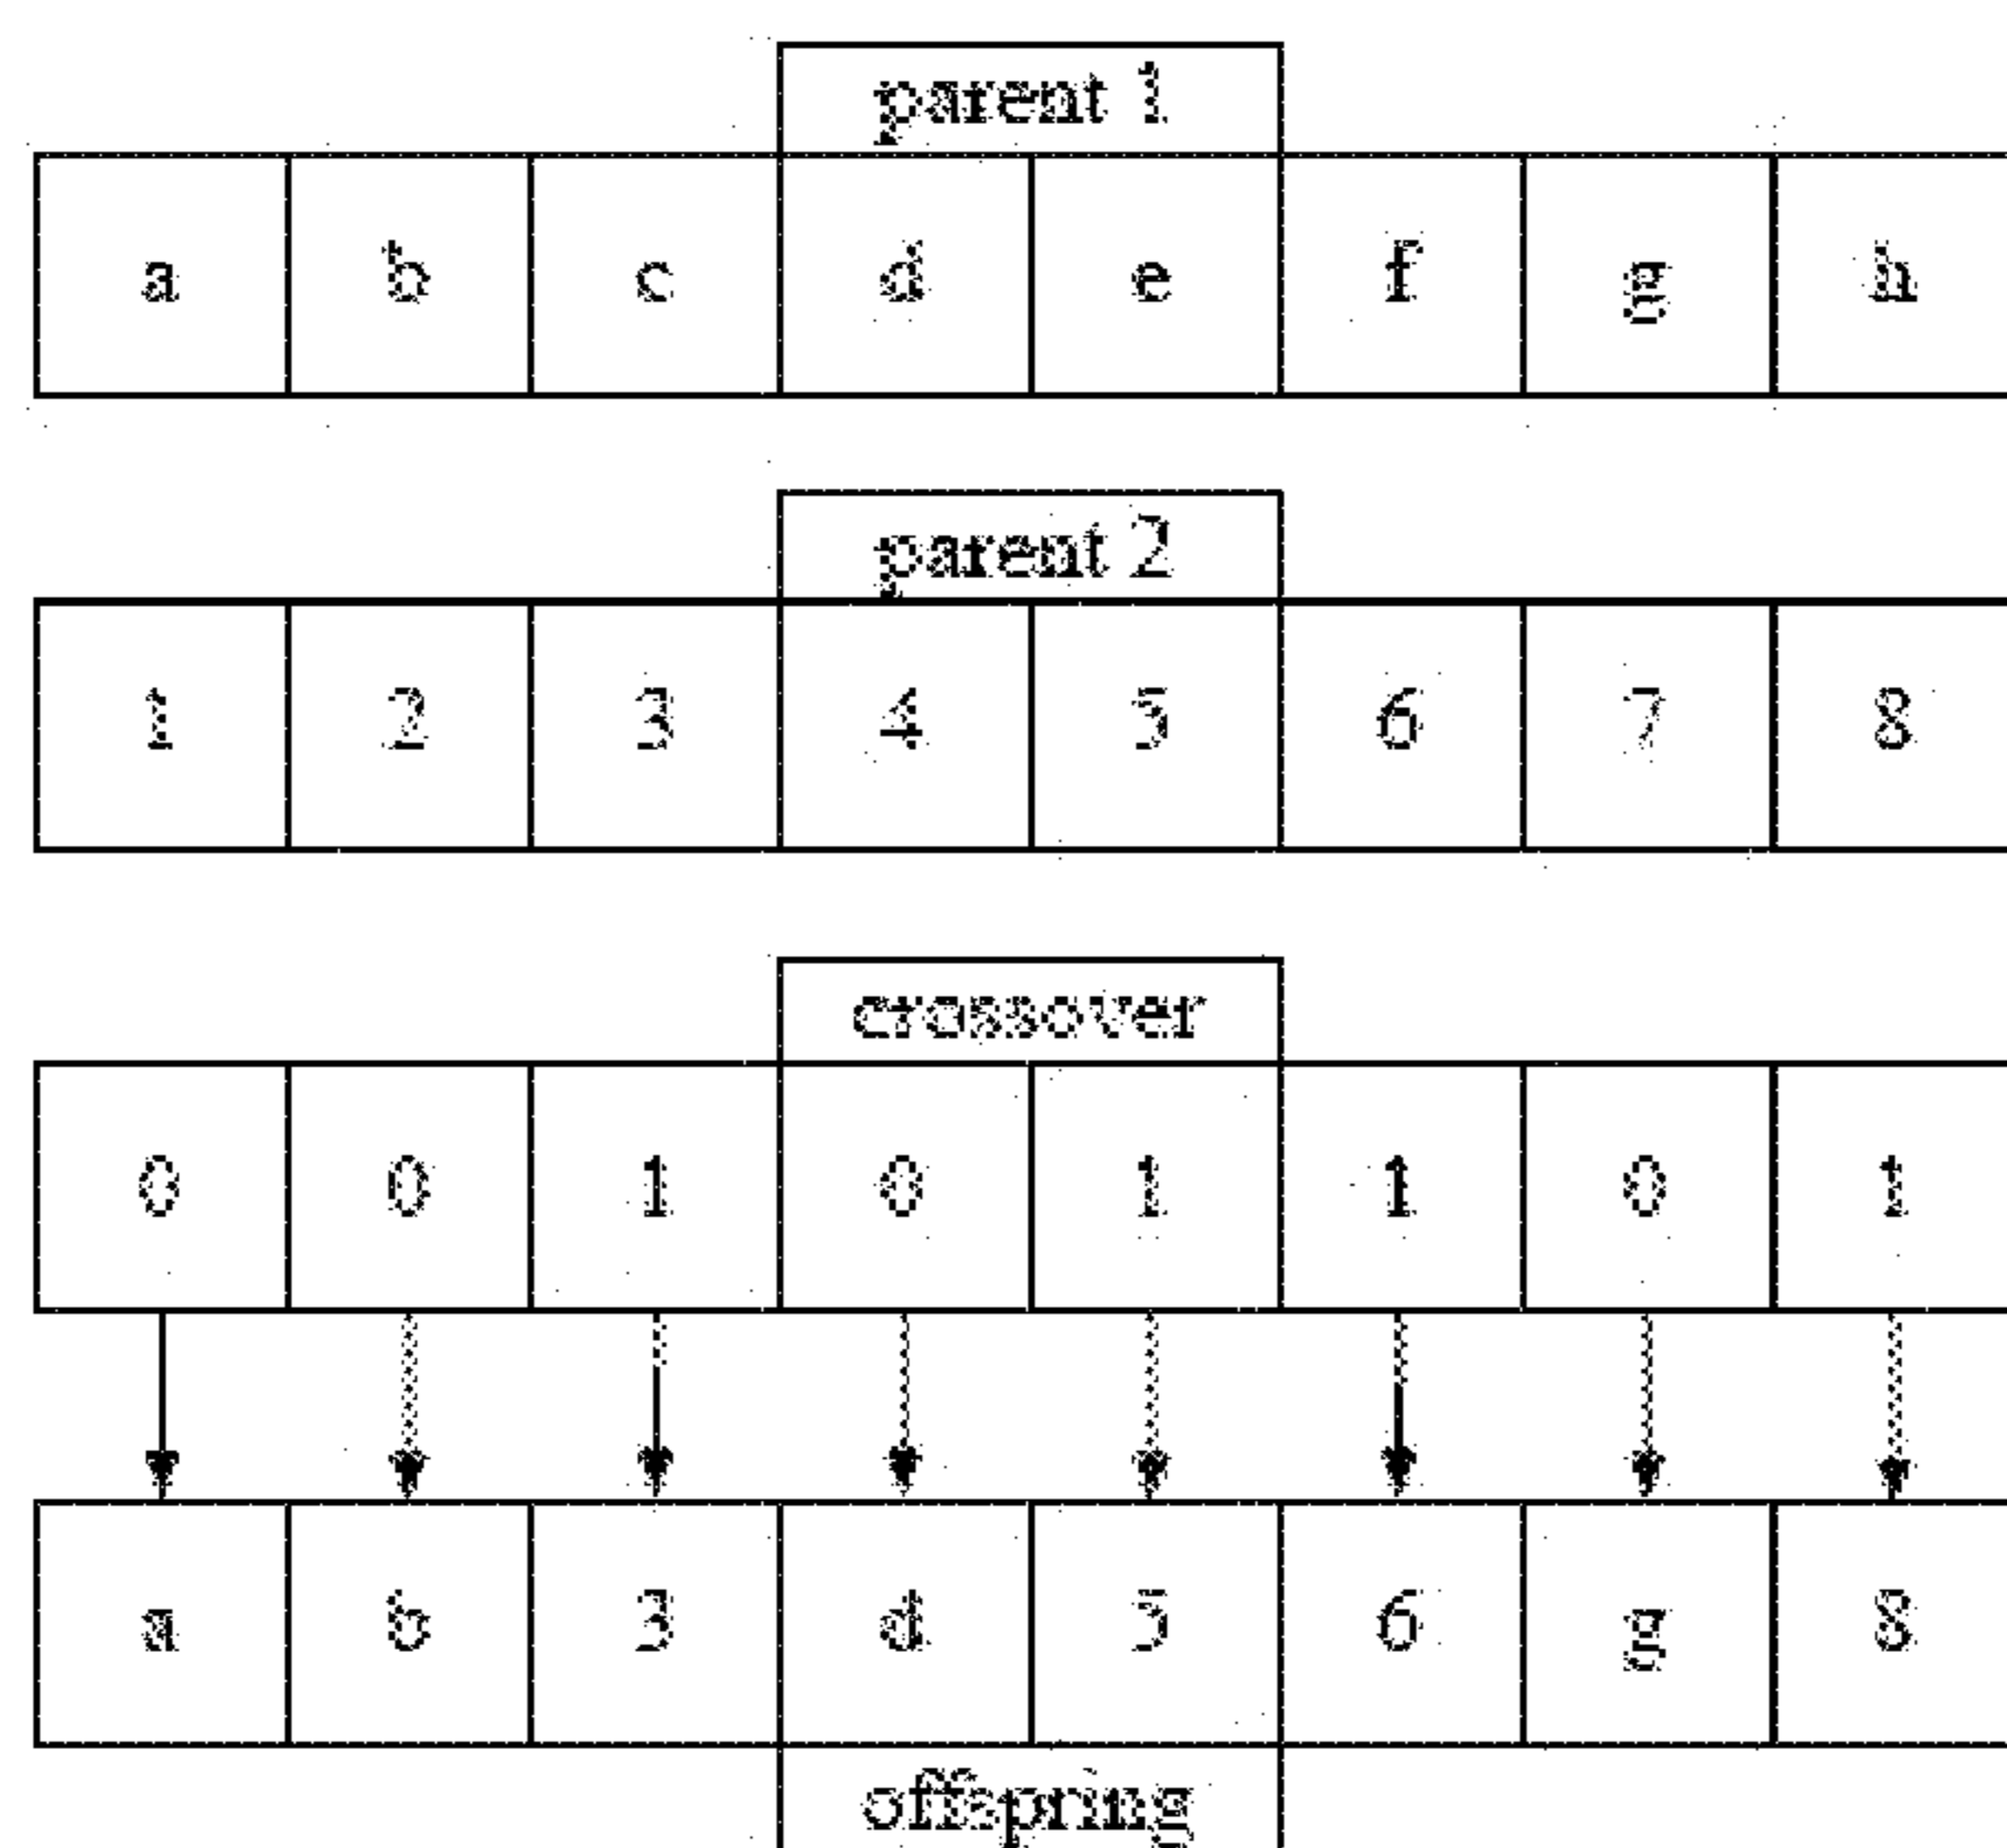 parent 1
a b c d e f g h
parent 2
1 2 3 4 5 6 7 8
crossover
0 0 1 0 1 1 0 1
a b 3 d 5 6 g 8
offspring